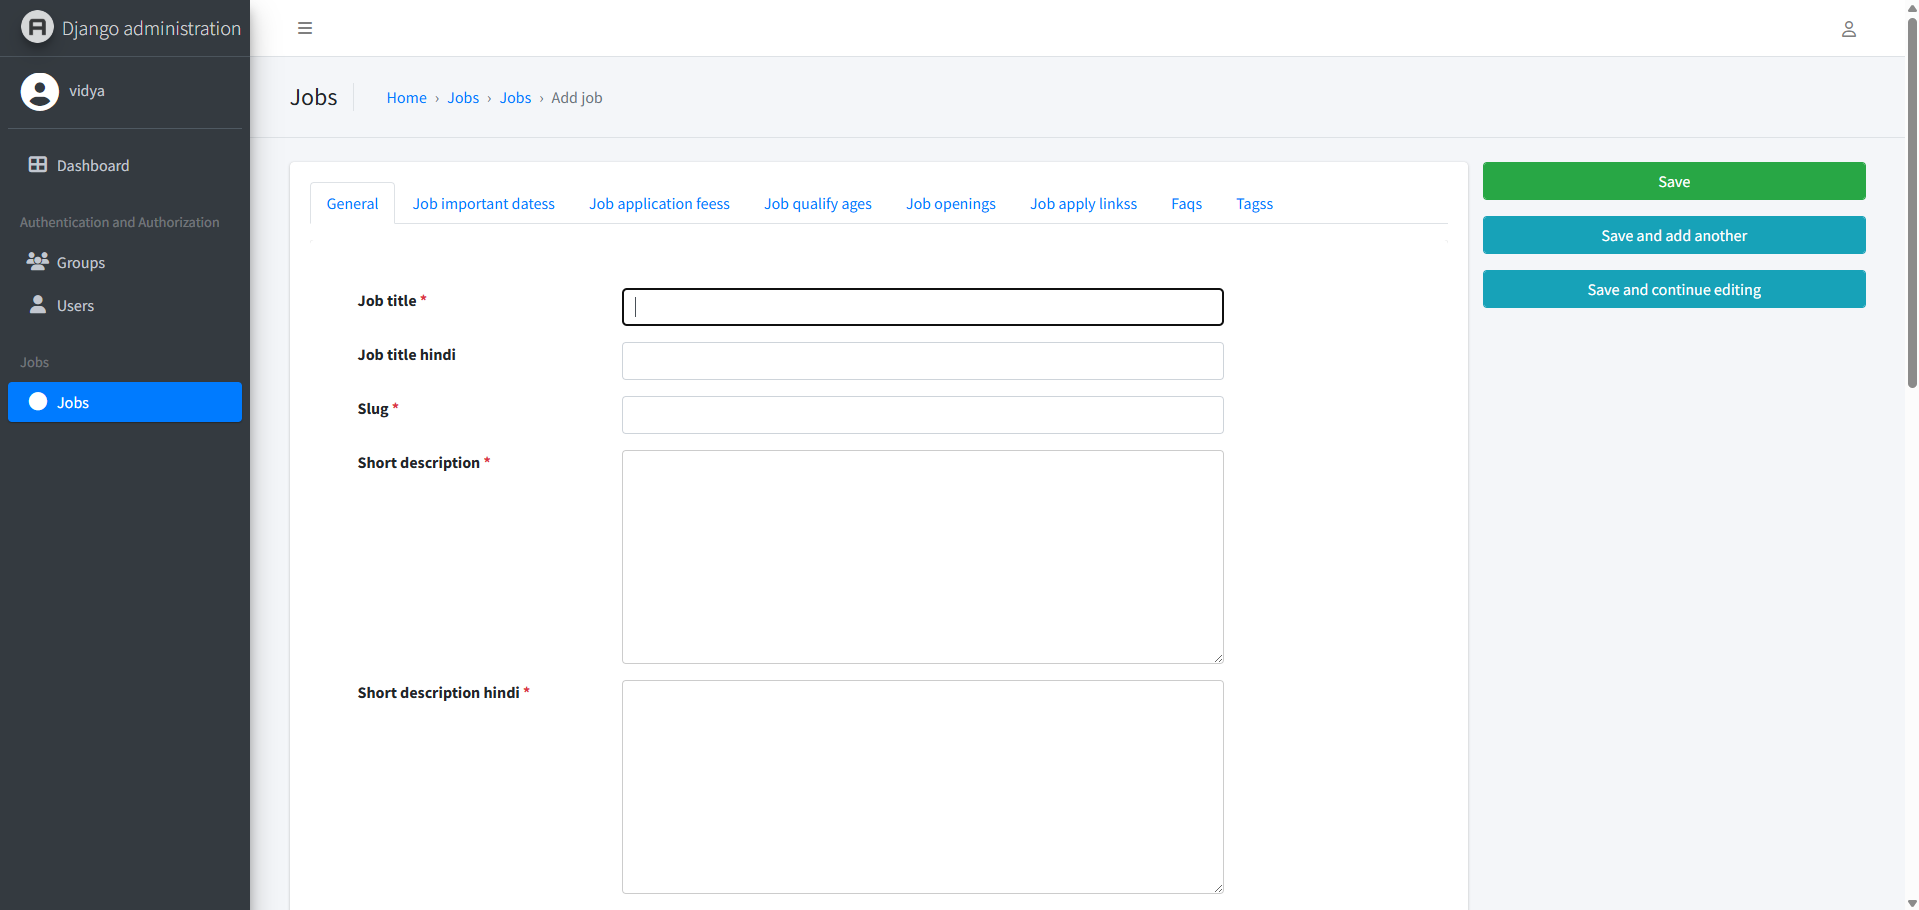 Django administration
vidya
Dashboard
Authentication and Authorization
Groups
Users
Jobs
Jobs
Jobs
Home › Jobs › Jobs › Add job
General Job important datess Job application feess Job qualify ages Job openings Job apply linkss Faqs Tagss
Job title *
Job title hindi
Slug *
Short description *
Short description hindi *
Save
Save and add another
Save and continue editing